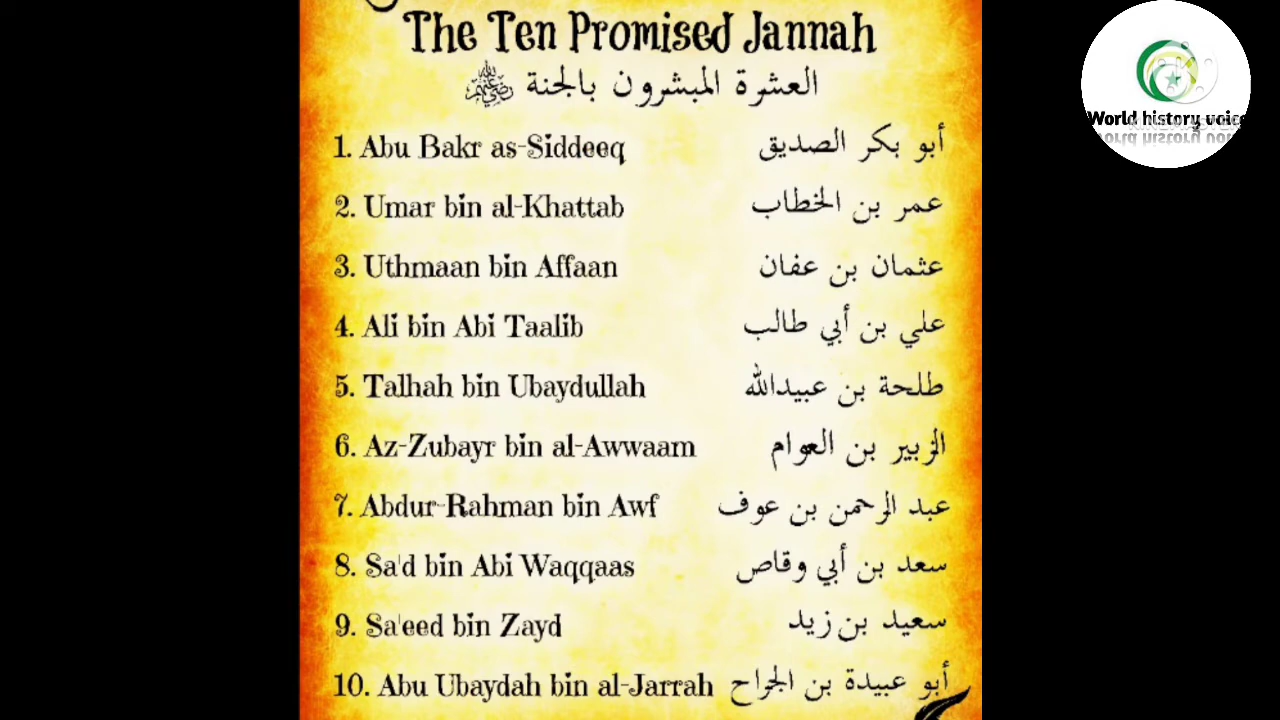 The Ten Promised Jannah
العشرة المبشرون بالجنة رضي الله عنهم
1. Abu Bakr as-Siddeeq أبو بكر الصديق
2. Umar bin al-Khattab عمر بن الخطاب
3. Uthmaan bin Affaan عثمان بن عفان
4. Ali bin Abi Taalib علي بن أبي طالب
5. Talhah bin Ubaydullah طلحة بن عبيدالله
6. Az-Zubayr bin al-Awwaam الزبير بن العوام
7. Abdur-Rahman bin Awf عبد الرحمن بن عوف
8. Sa'd bin Abi Waqqaas سعد بن أبي وقاص
9. Sa'eed bin Zayd سعيد بن زيد
10. Abu Ubaydah bin al-Jarrah أبو عبيدة بن الجراح
World history voice